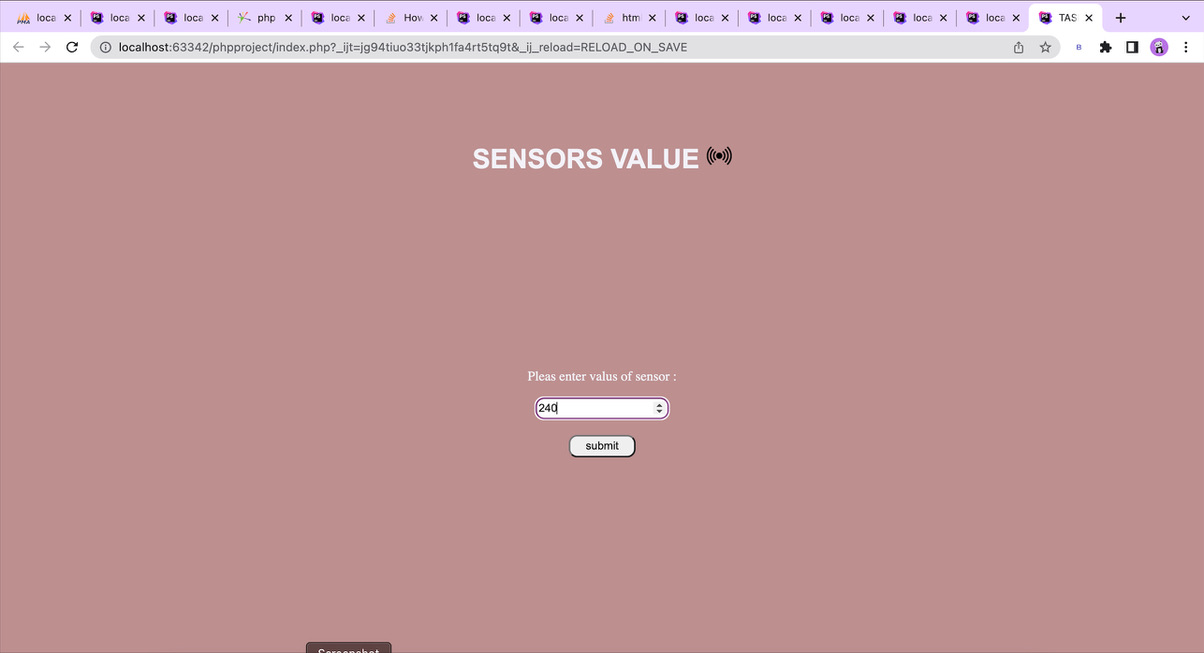 loca loca loca php loca How loca loca htm loca loca loca loca loca TAS
localhost:63342/phpproject/index.php?_ijt=jg94tiuo33tjkph1fa4rt5tq9t&_ij_reload=RELOAD_ON_SAVE
SENSORS VALUE
Pleas enter valus of sensor :
240
submit
Screenshot